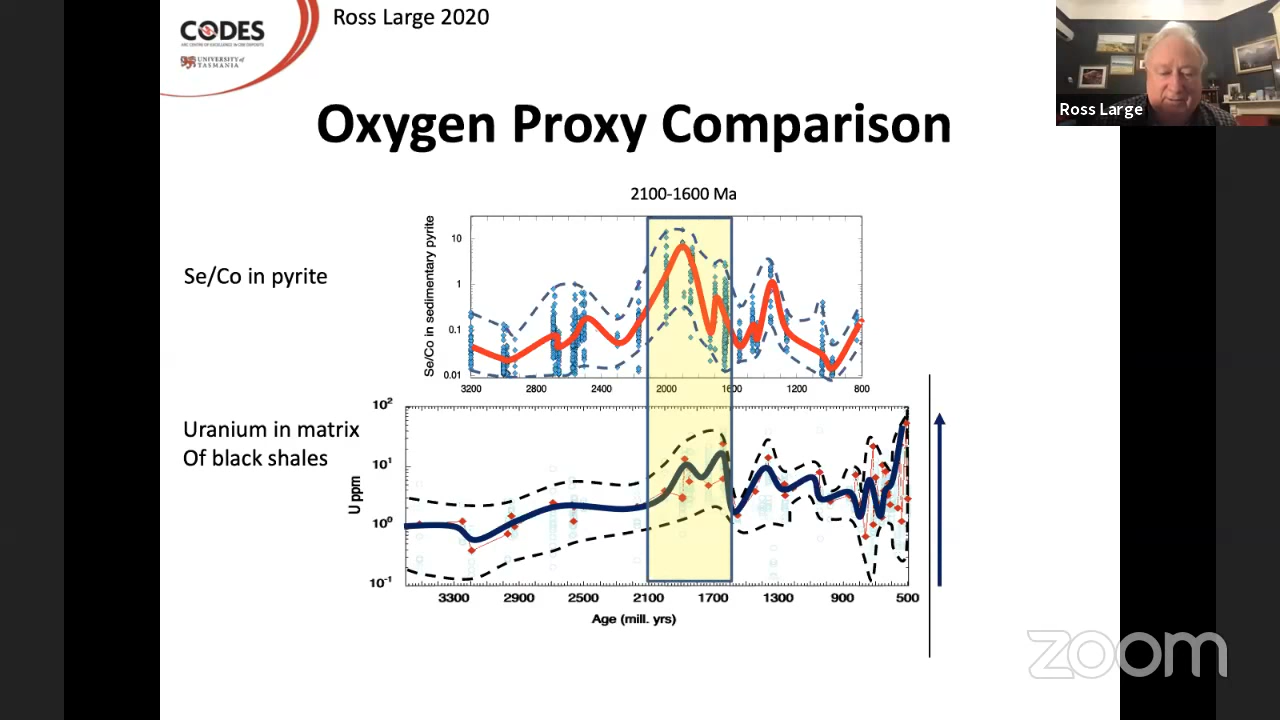 CODES
ARC CENTRE OF EXCELLENCE IN ORE DEPOSITS
UNIVERSITY of
TASMANIA
Ross Large 2020
Ross Large
Oxygen Proxy Comparison
2100-1600 Ma
Se/Co in pyrite
Se/Co in sedimentary pyrite
10
1
0.1
0.01
3200 2800 2400 2000 1600 1200 800
Uranium in matrix
Of black shales
U ppm
10²
10¹
10⁰
10⁻¹
3300 2900 2500 2100 1700 1300 900 500
Age (mill. yrs)
zoom